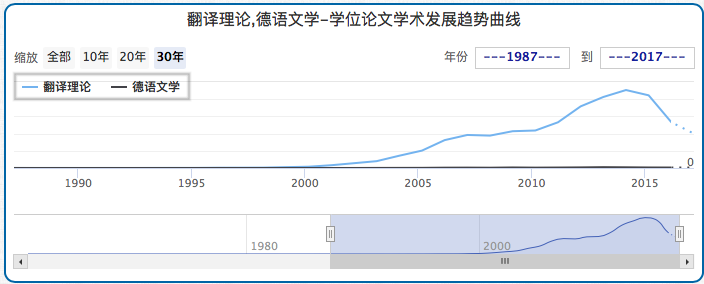 翻译理论,德语文学-学位论文学术发展趋势曲线
缩放 全部 10年 20年 30年 年份 ---1987--- 到 ---2017---
翻译理论 德语文学
0
1990 1995 2000 2005 2010 2015
1980 2000